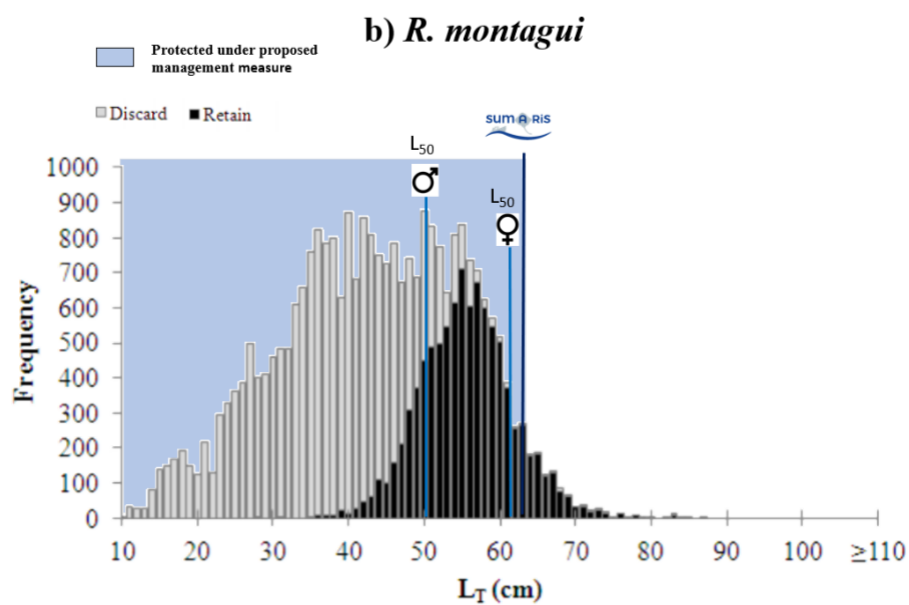 b) R. montagui
Protected under proposed
management measure
Discard Retain
sumARiS
L50
L50
1000
900
800
700
600
500
400
300
200
100
0
Frequency
10 20 30 40 50 60 70 80 90 100 ≥110
LT (cm)